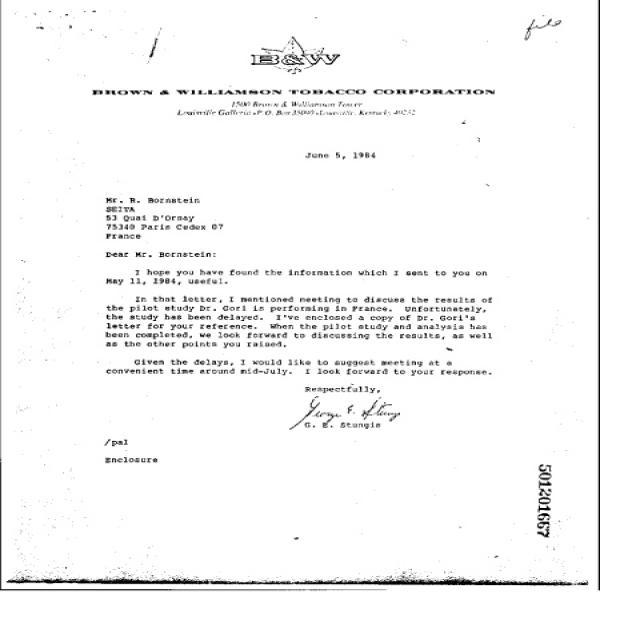 file
B&W
BROWN & WILLIAMSON TOBACCO CORPORATION
1500 Brown & Williamson Tower
Louisville Galleria • P. O. Box 35090 • Louisville, Kentucky 40232
June 5, 1984
Mr. R. Bornstein
SEITA
53 Quai D'Orsay
75340 Paris Cedex 07
France
Dear Mr. Bornstein:
I hope you have found the information which I sent to you on
May 11, 1984, useful.
In that letter, I mentioned meeting to discuss the results of
the pilot study Dr. Gori is performing in France. Unfortunately,
the study has been delayed. I've enclosed a copy of Dr. Gori's
letter for your reference. When the pilot study and analysis has
been completed, we look forward to discussing the results, as well
as the other points you raised.
Given the delays, I would like to suggest meeting at a
convenient time around mid-July. I look forward to your response.
Respectfully,
George E. Stungis
G. E. Stungis
/pal
Enclosure
501201667